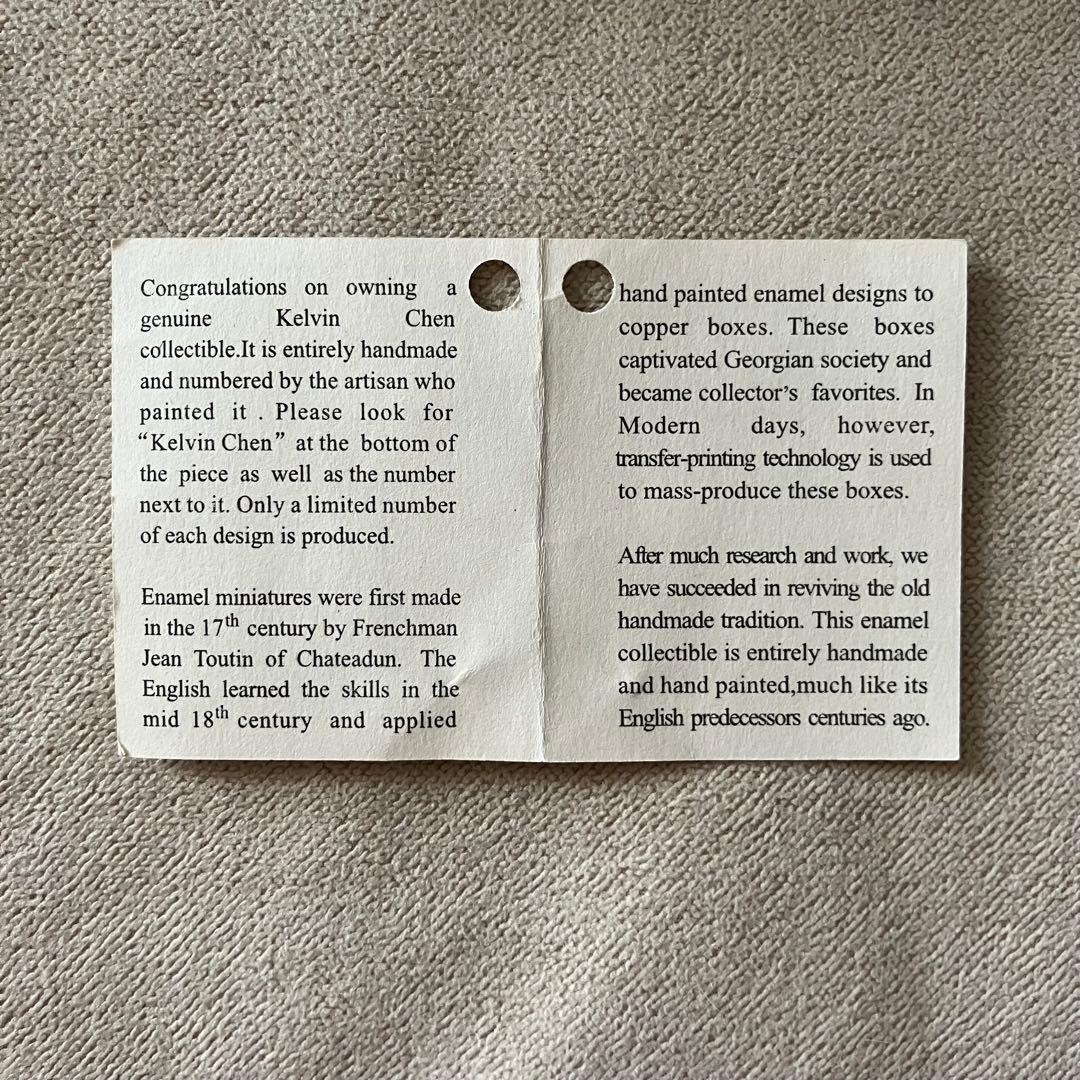 Congratulations on owning a
genuine Kelvin Chen
collectible.It is entirely handmade
and numbered by the artisan who
painted it . Please look for
“Kelvin Chen” at the bottom of
the piece as well as the number
next to it. Only a limited number
of each design is produced.
Enamel miniatures were first made
in the 17th century by Frenchman
Jean Toutin of Chateadun. The
English learned the skills in the
mid 18th century and applied
hand painted enamel designs to
copper boxes. These boxes
captivated Georgian society and
became collector’s favorites. In
Modern days, however,
transfer-printing technology is used
to mass-produce these boxes.
After much research and work, we
have succeeded in reviving the old
handmade tradition. This enamel
collectible is entirely handmade
and hand painted,much like its
English predecessors centuries ago.